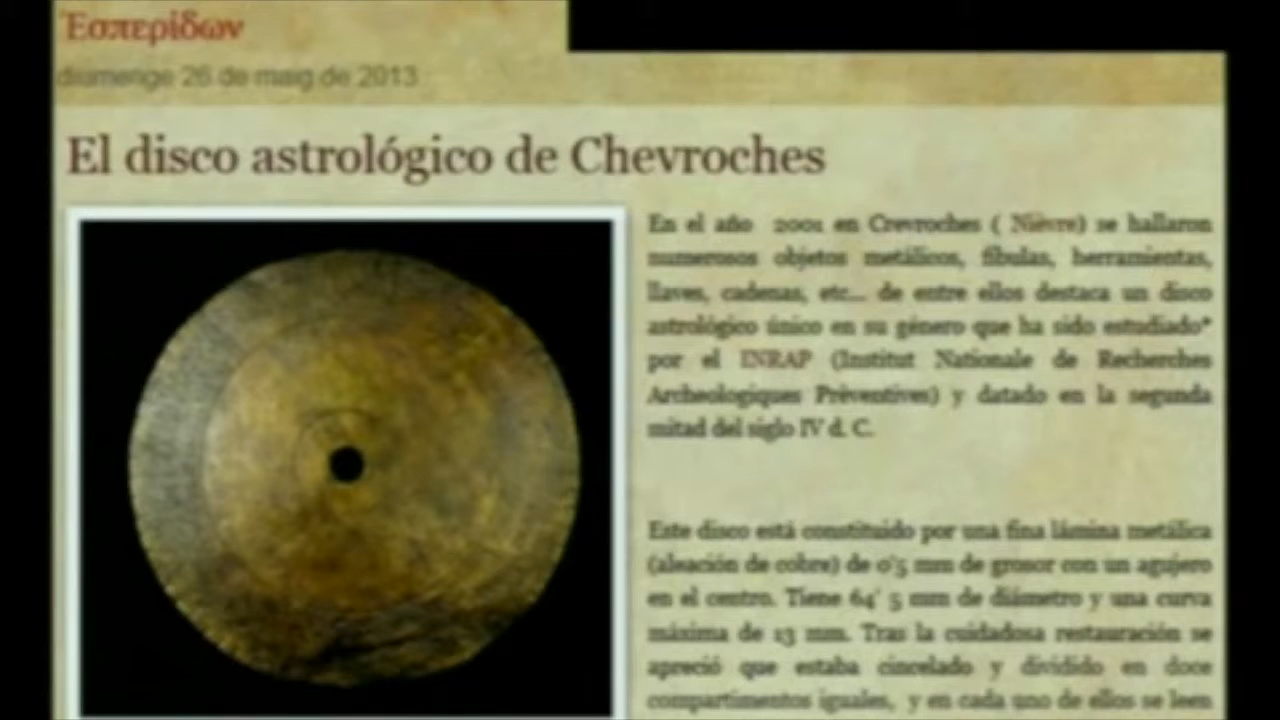 Ἑσπερίδων
diumenge 26 de maig de 2013
El disco astrológico de Chevroches
En el año 2001 en Crevroches ( Nièvre) se hallaron
numerosos objetos metálicos, fíbulas, herramientas,
llaves, cadenas, etc... de entre ellos destaca un disco
astrológico único en su género que ha sido estudiado*
por el INRAP (Institut Nationale de Recherches
Archeologiques Prèventives) y datado en la segunda
mitad del siglo IV d. C.
Este disco está constituido por una fina lámina metálica
(aleación de cobre) de 0'5 mm de grosor con un agujero
en el centro. Tiene 64' 5 mm de diámetro y una curva
máxima de 13 mm. Tras la cuidadosa restauración se
apreció que estaba cincelado y dividido en doce
compartimentos iguales, y en cada uno de ellos se leen